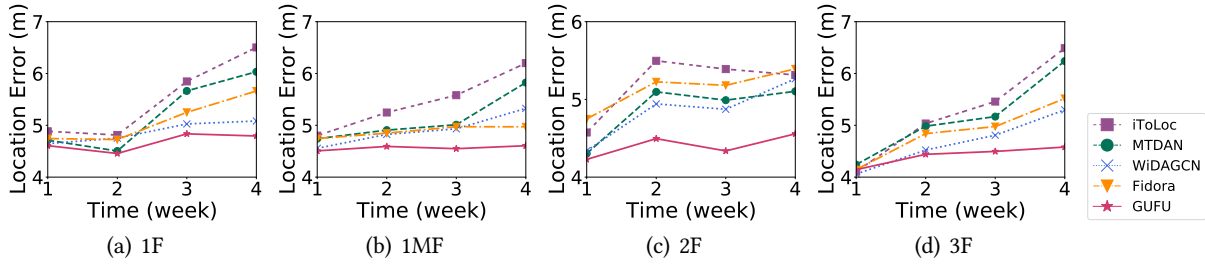 Location Error (m)
7
6
5
4
1
2
3
4
Time (week)
(a) 1F
Location Error (m)
7
6
5
4
1
2
3
4
Time (week)
(b) 1MF
Location Error (m)
6
5
4
1
2
3
4
Time (week)
(c) 2F
Location Error (m)
7
6
5
4
1
2
3
4
Time (week)
(d) 3F
iToLoc
MTDAN
WiDAGCN
Fidora
GUFU